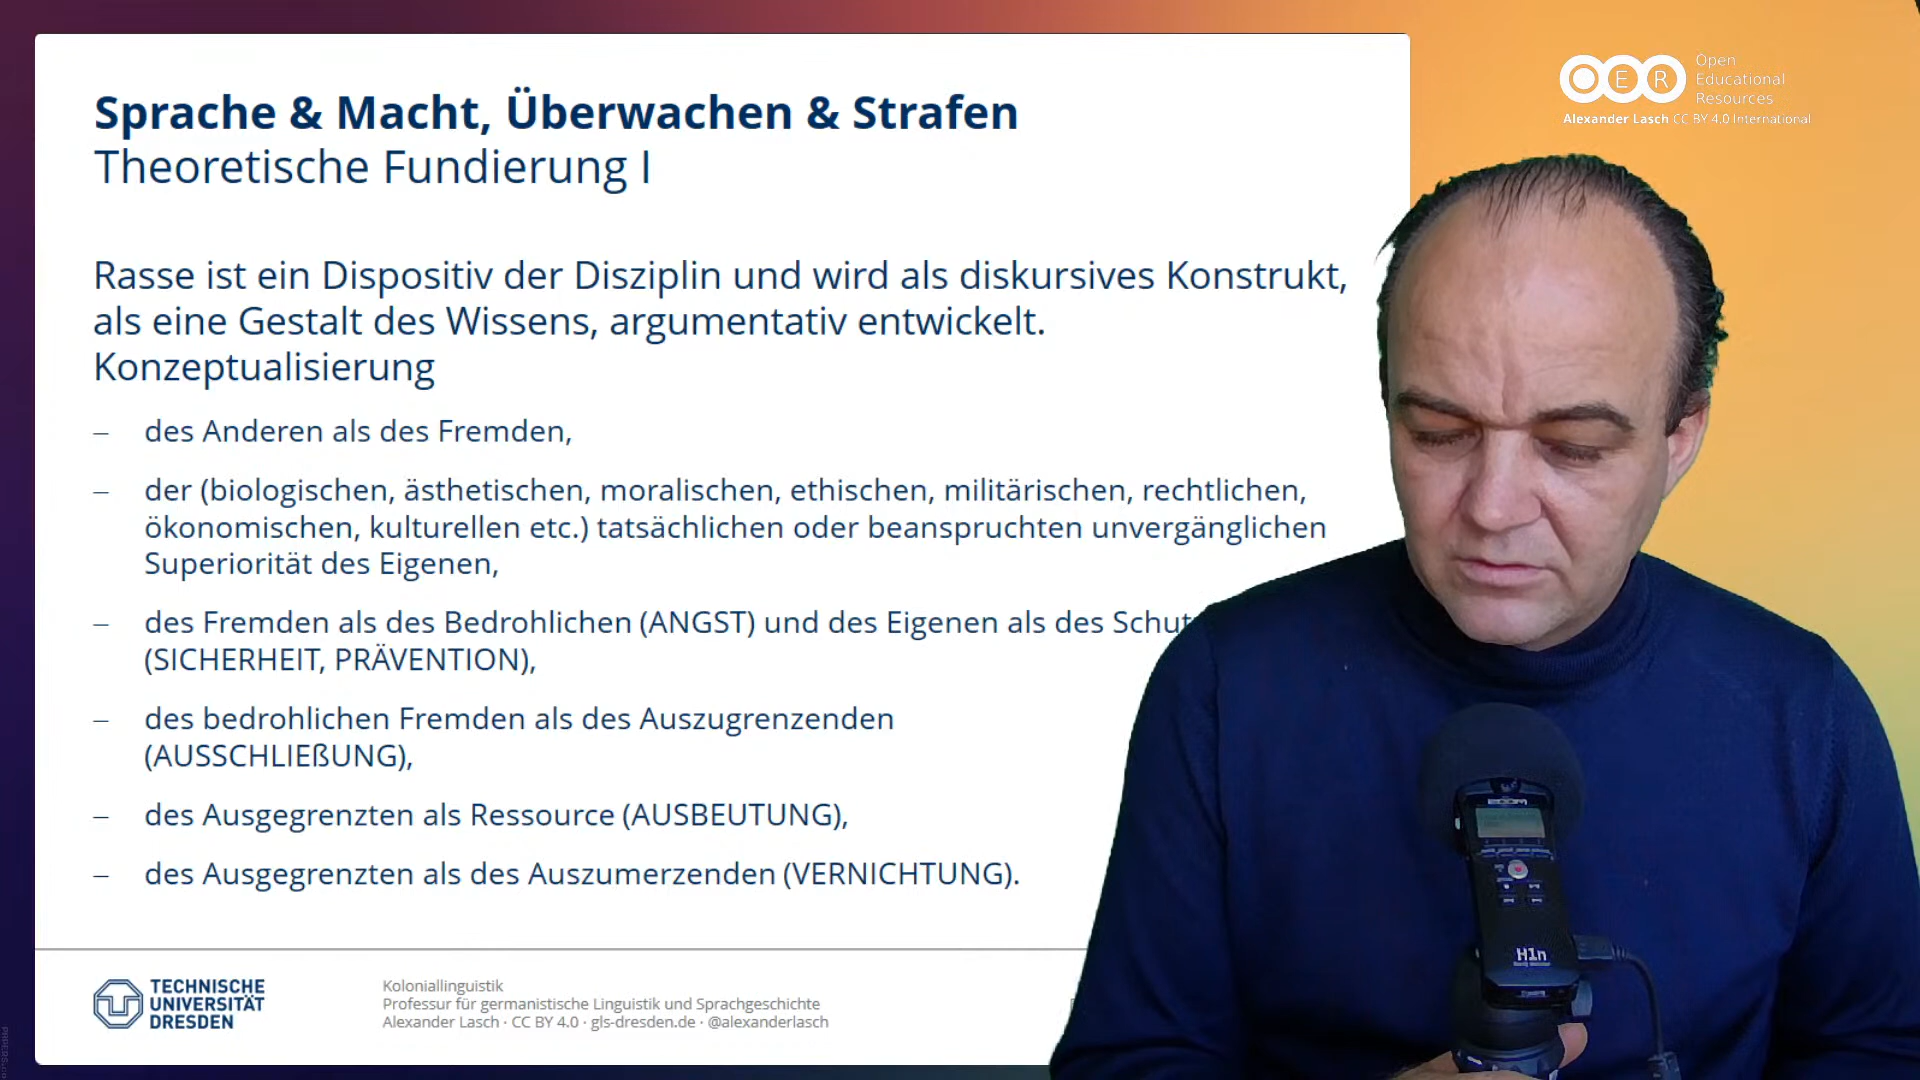 Sprache & Macht, Überwachen & Strafen
Theoretische Fundierung I
Rasse ist ein Dispositiv der Disziplin und wird als diskursives Konstrukt,
als eine Gestalt des Wissens, argumentativ entwickelt.
Konzeptualisierung
– des Anderen als des Fremden,
– der (biologischen, ästhetischen, moralischen, ethischen, militärischen, rechtlichen,
ökonomischen, kulturellen etc.) tatsächlichen oder beanspruchten unvergänglichen
Superiorität des Eigenen,
– des Fremden als des Bedrohlichen (ANGST) und des Eigenen als des
(SICHERHEIT, PRÄVENTION),
– des bedrohlichen Fremden als des Auszugrenzenden
(AUSSCHLIEßUNG),
– des Ausgegrenzten als Ressource (AUSBEUTUNG),
– des Ausgegrenzten als des Auszumerzenden (VERNICHTUNG).
TECHNISCHE
UNIVERSITÄT
DRESDEN
Koloniallinguistik
Professur für germanistische Linguistik und Sprachgeschichte
Alexander Lasch · CC BY 4.0 · gls-dresden.de · @alexanderlasch
OER
Open
Educational
Resources
Alexander Lasch CC BY 4.0 International
zoom
H1n